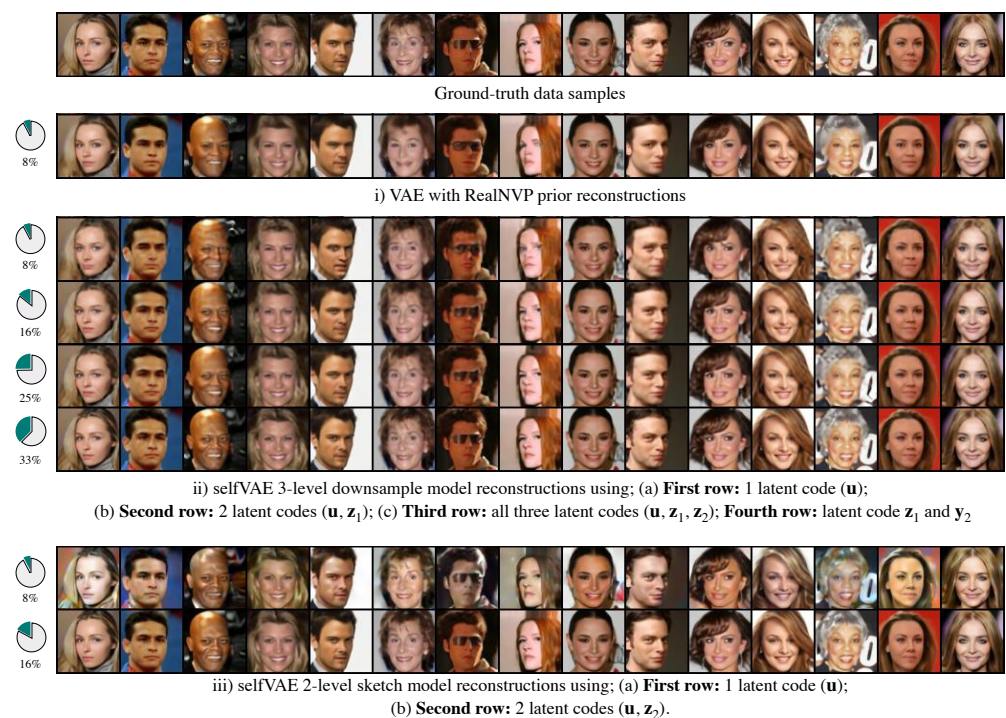 Ground-truth data samples
8%
i) VAE with RealNVP prior reconstructions
8%
16%
25%
33%
ii) selfVAE 3-level downsample model reconstructions using; (a) First row: 1 latent code (u);
(b) Second row: 2 latent codes (u, z₁); (c) Third row: all three latent codes (u, z₁, z₂); Fourth row: latent code z₁ and y₂
8%
16%
iii) selfVAE 2-level sketch model reconstructions using; (a) First row: 1 latent code (u);
(b) Second row: 2 latent codes (u, z₂).